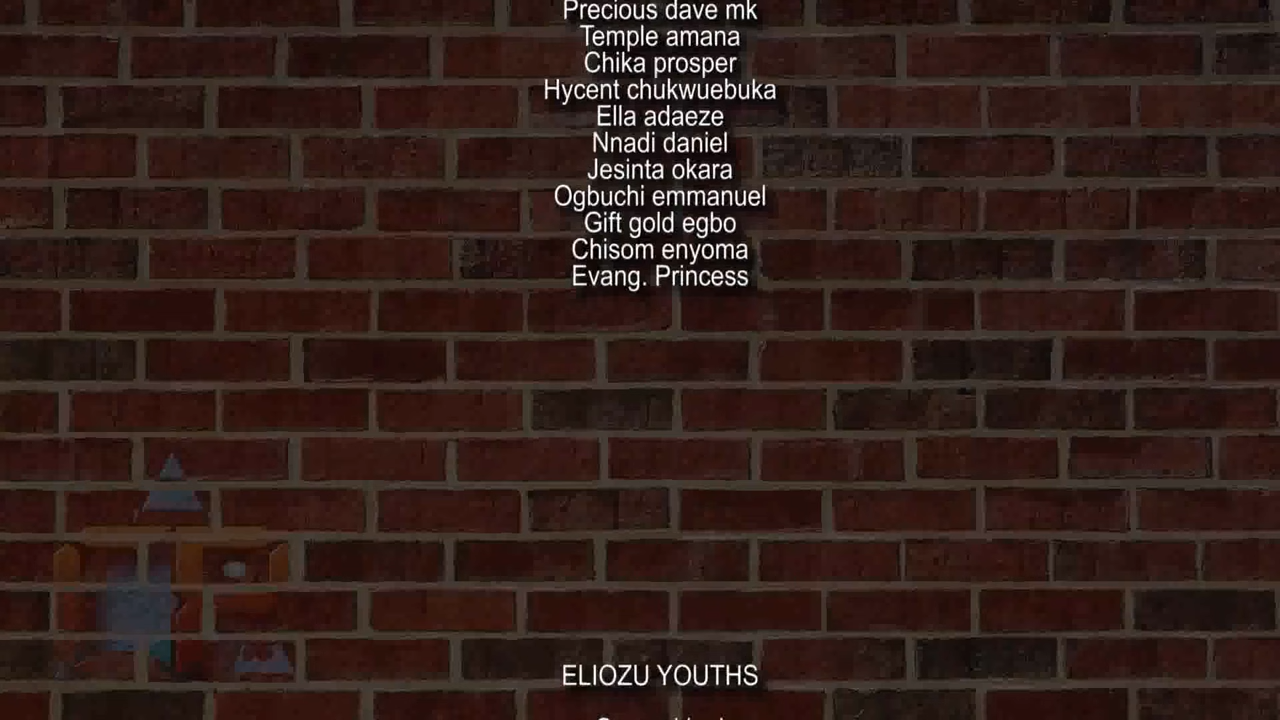 Precious dave mk
Temple amana
Chika prosper
Hycent chukwuebuka
Ella adaeze
Nnadi daniel
Jesinta okara
Ogbuchi emmanuel
Gift gold egbo
Chisom enyoma
Evang. Princess
ELIOZU YOUTHS